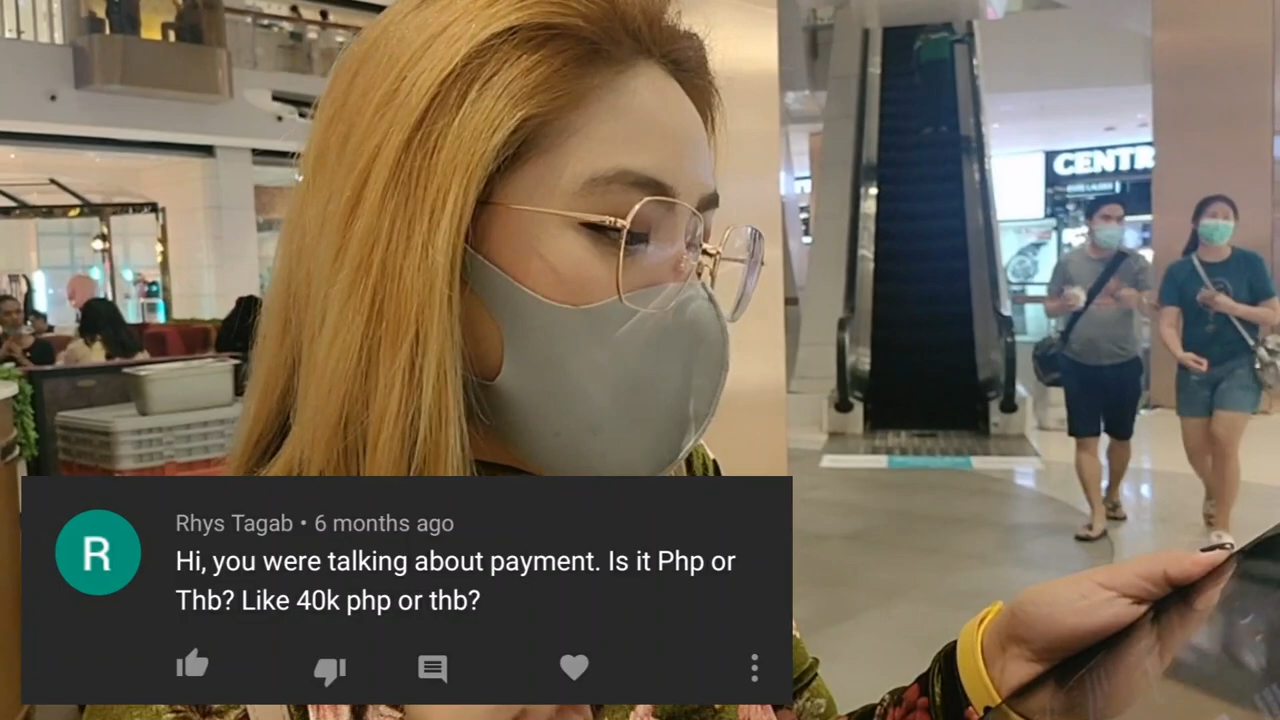 CENTR
Rhys Tagab • 6 months ago
Hi, you were talking about payment. Is it Php or
Thb? Like 40k php or thb?
R